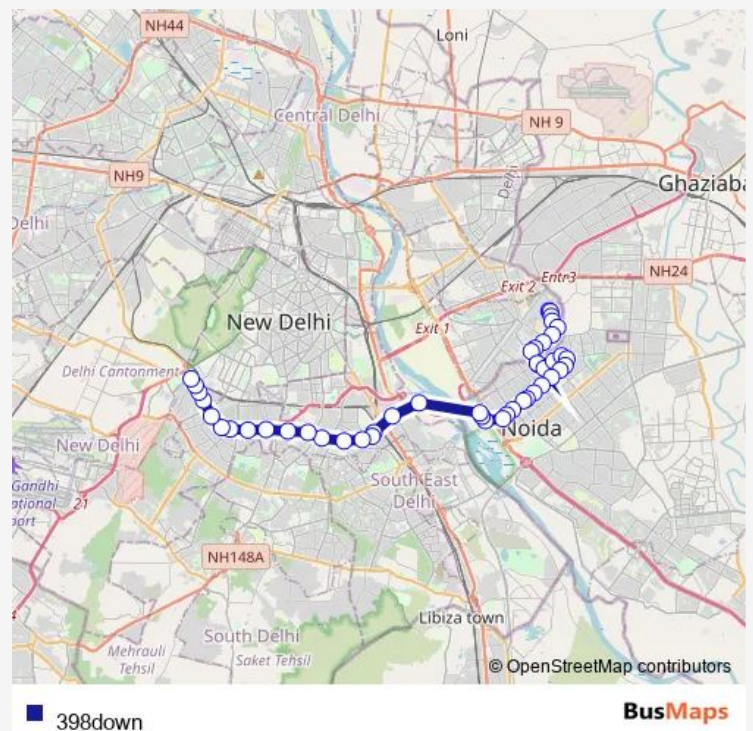 NH44
Loni
Central Delhi
NH 9
NH9
Delhi
Ghaziaba
Delhi
Entr3
NH24
Exit 2
New Delhi
Exit 1
Delhi Cantonment
Noida
New Delhi
South East
Delhi
Gandhi
ational
port
21
NH148A
4
Libiza town
South Delhi
Mehrauli
Tehsil
Saket Tehsil
© OpenStreetMap contributors
398down
BusMaps